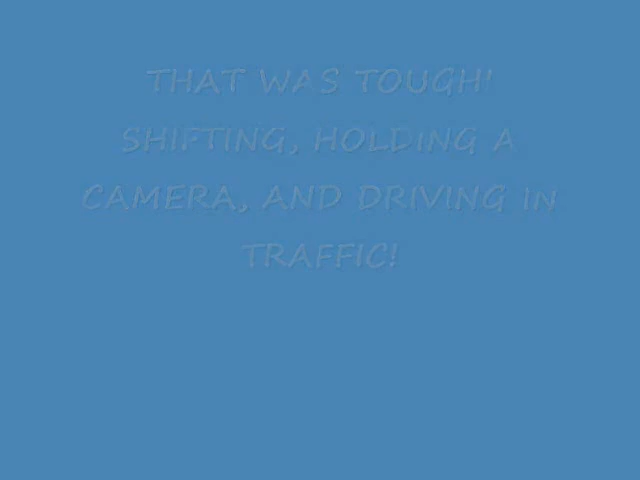 THAT WAS TOUGH!
SHIFTING, HOLDING A
CAMERA, AND DRIVING IN
TRAFFIC!